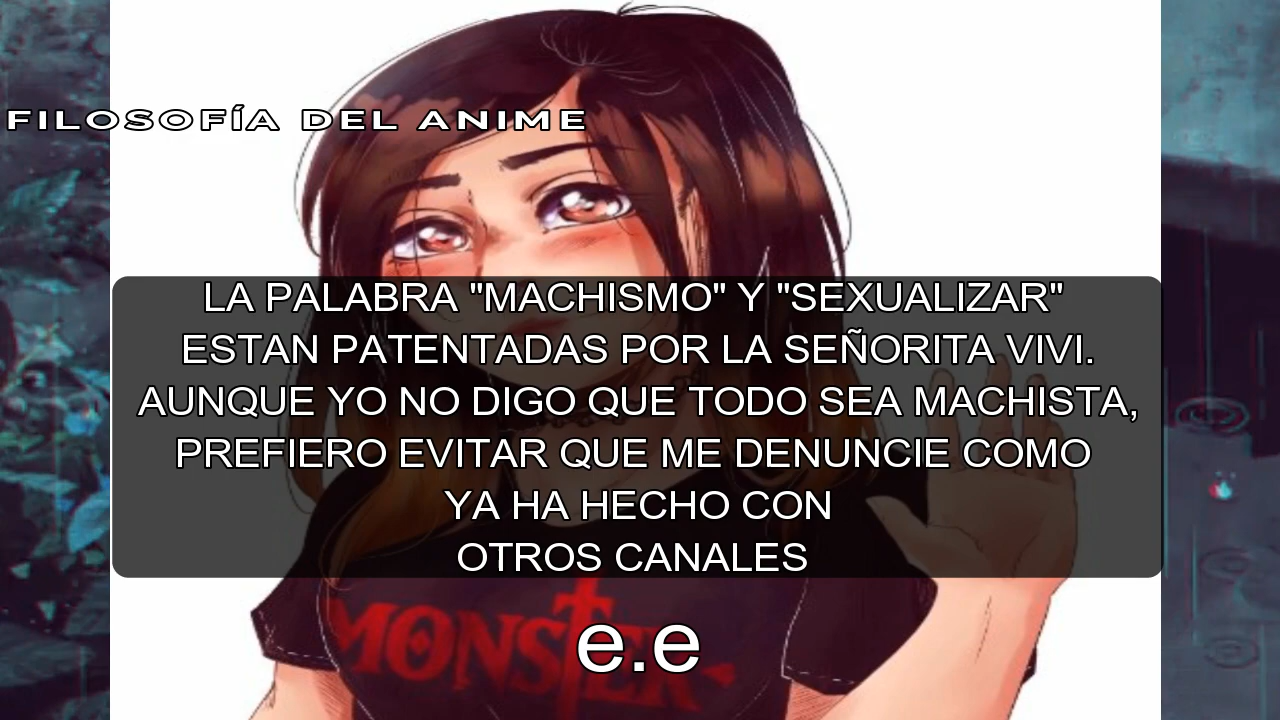 FILOSOFÍA DEL ANIME
LA PALABRA "MACHISMO" Y "SEXUALIZAR"
ESTAN PATENTADAS POR LA SEÑORITA VIVI.
AUNQUE YO NO DIGO QUE TODO SEA MACHISTA,
PREFIERO EVITAR QUE ME DENUNCIE COMO
YA HA HECHO CON
OTROS CANALES
MONSTER
e.e